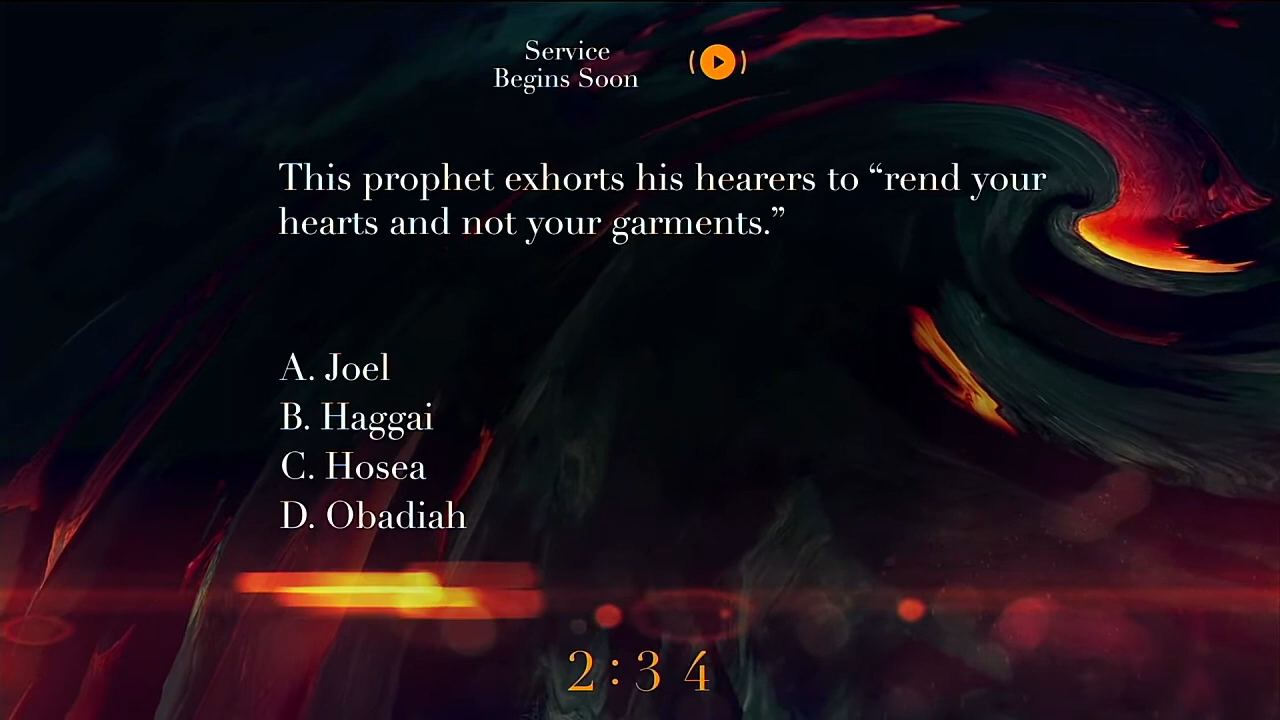 Service
Begins Soon
This prophet exhorts his hearers to “rend your
hearts and not your garments.”
A. Joel
B. Haggai
C. Hosea
D. Obadiah
2:34